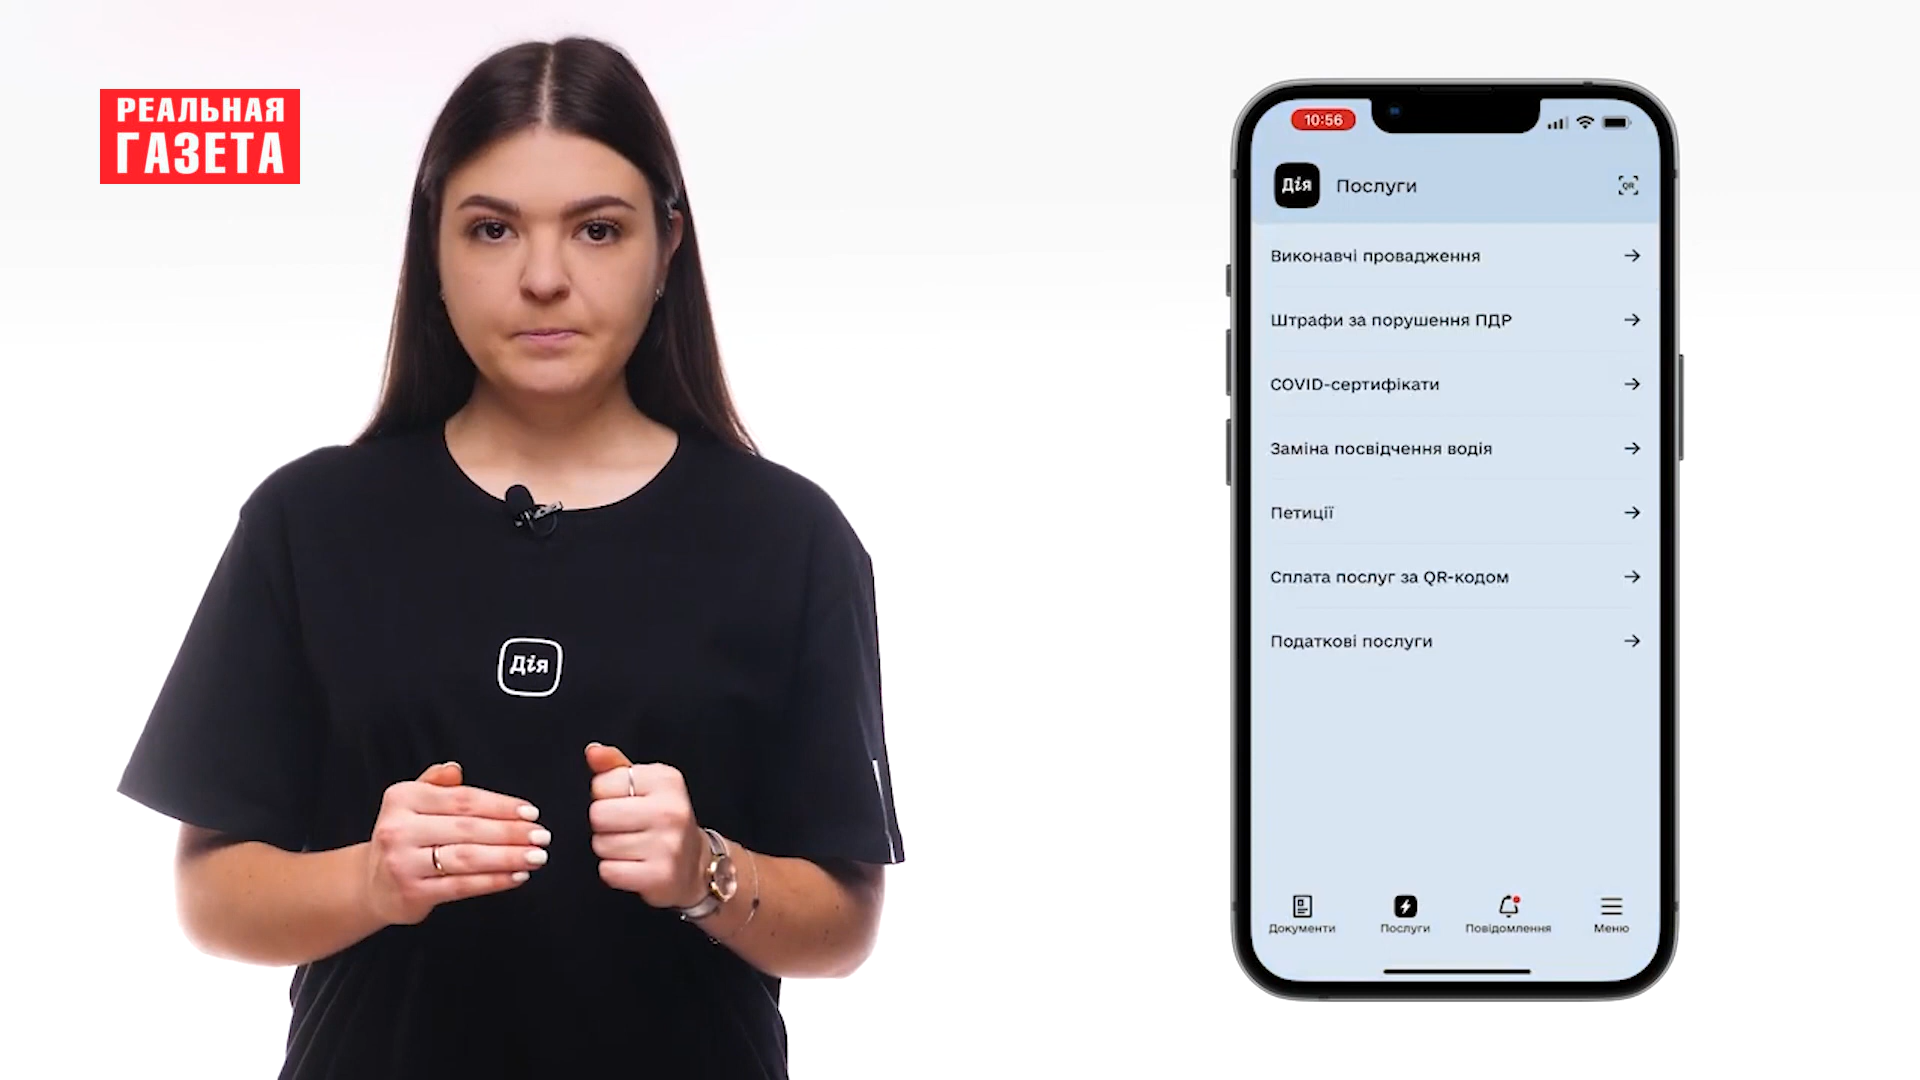 РЕАЛЬНАЯ
ГАЗЕТА
Дія
10:56
Дія Послуги
QR
Виконавчі провадження
Штрафи за порушення ПДР
COVID-сертифікати
Заміна посвідчення водія
Петиції
Сплата послуг за QR-кодом
Податкові послуги
Документи
Послуги
Повідомлення
Меню